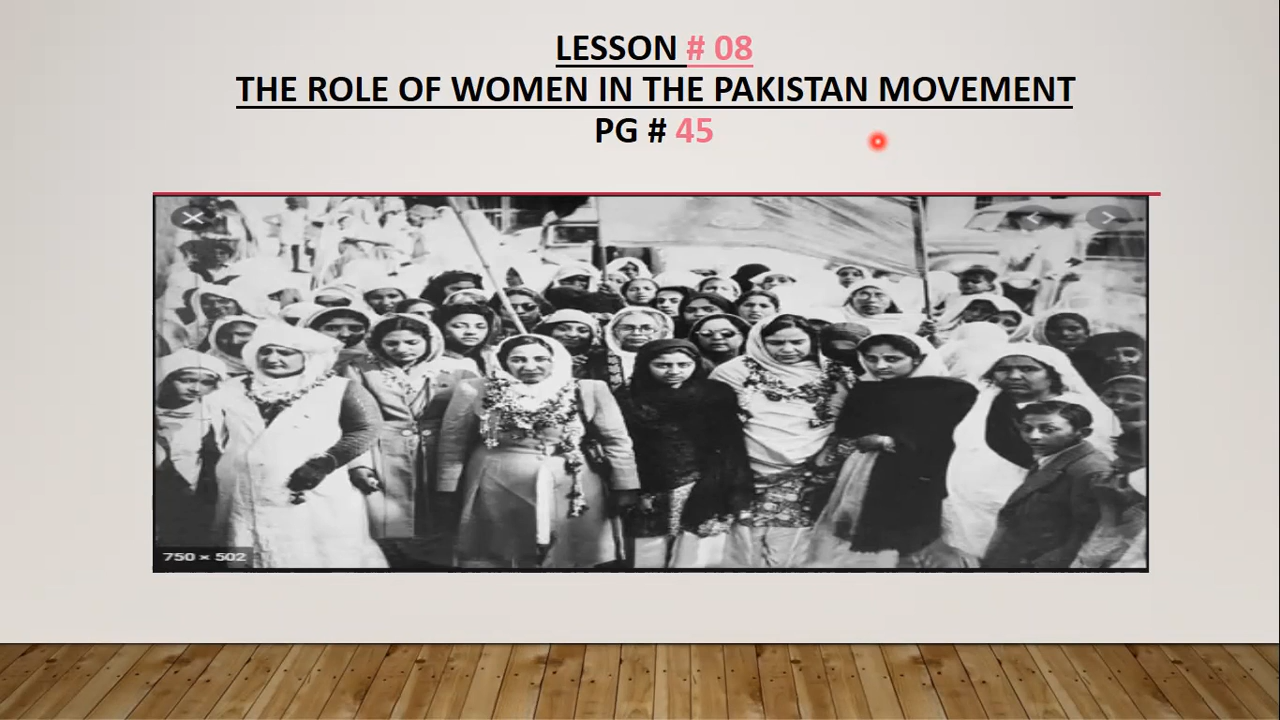 LESSON # 08
THE ROLE OF WOMEN IN THE PAKISTAN MOVEMENT
PG # 45
750 × 502